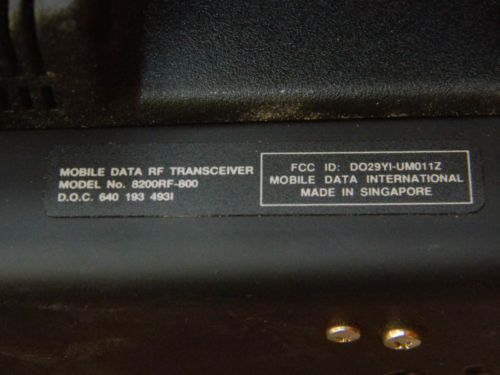 MOBILE DATA RF TRANSCEIVER
MODEL No. 8200RF-800
D.O.C. 640 193 493I
FCC ID: DO29YI-UM011Z
MOBILE DATA INTERNATIONAL
MADE IN SINGAPORE